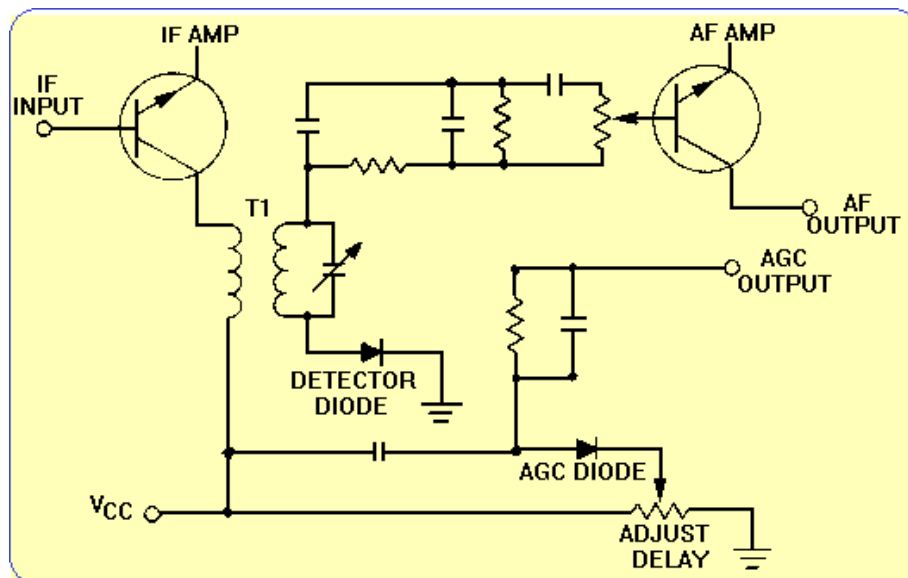 IF AMP
IF
INPUT
AF AMP
T1
AF
OUTPUT
AGC
OUTPUT
DETECTOR
DIODE
AGC DIODE
VCC
ADJUST
DELAY